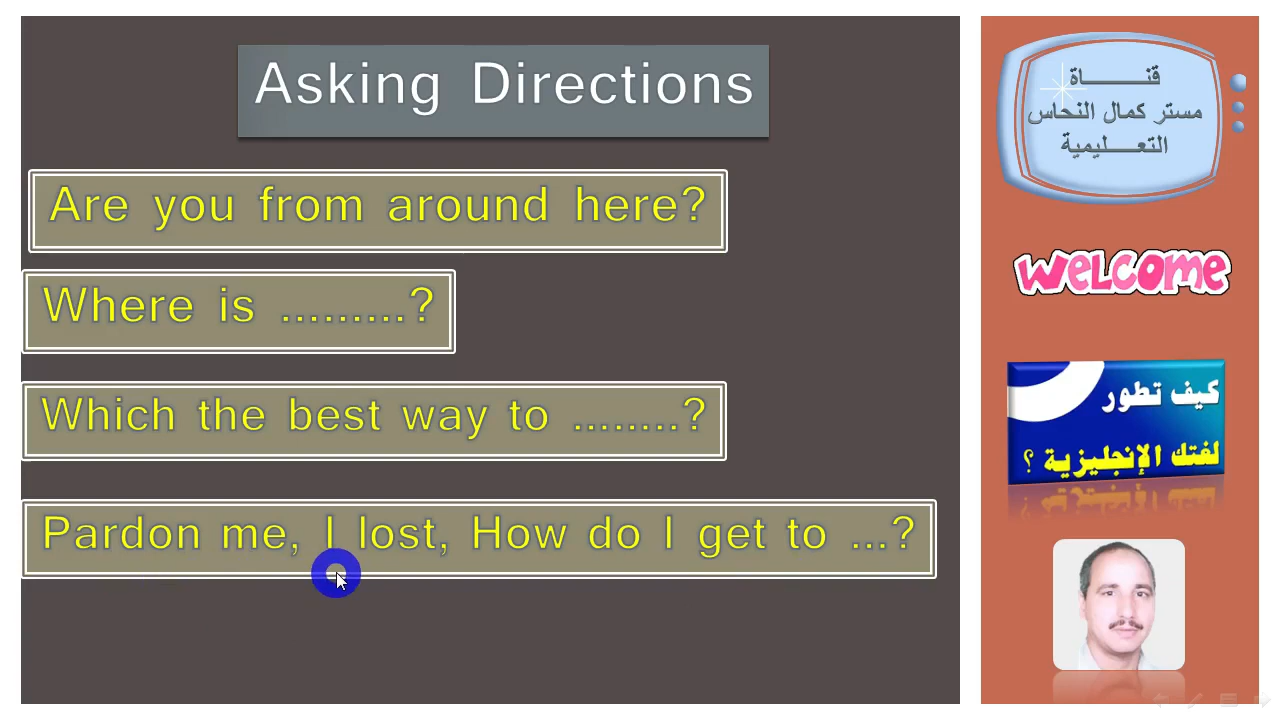 Asking Directions
Are you from around here?
Where is .........?
Which the best way to ........?
Pardon me, I lost, How do I get to ...?
قنــــــاة
مستر كمال النحاس
التعـــليمية
WELCOME
كيف تطور
لغتك الإنجليزية ؟